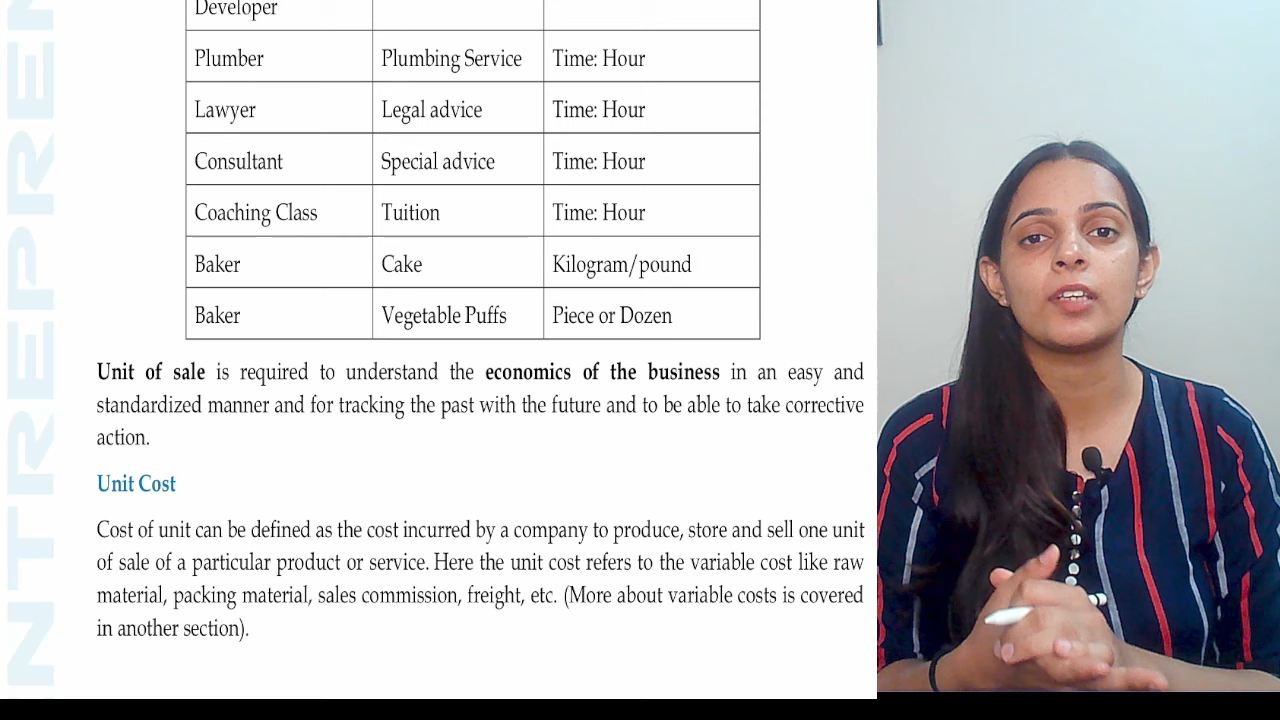 Developer
Plumber Plumbing Service Time: Hour
Lawyer Legal advice Time: Hour
Consultant Special advice Time: Hour
Coaching Class Tuition Time: Hour
Baker Cake Kilogram/pound
Baker Vegetable Puffs Piece or Dozen
Unit of sale is required to understand the economics of the business in an easy and
standardized manner and for tracking the past with the future and to be able to take corrective
action.
Unit Cost
Cost of unit can be defined as the cost incurred by a company to produce, store and sell one unit
of sale of a particular product or service. Here the unit cost refers to the variable cost like raw
material, packing material, sales commission, freight, etc. (More about variable costs is covered
in another section).